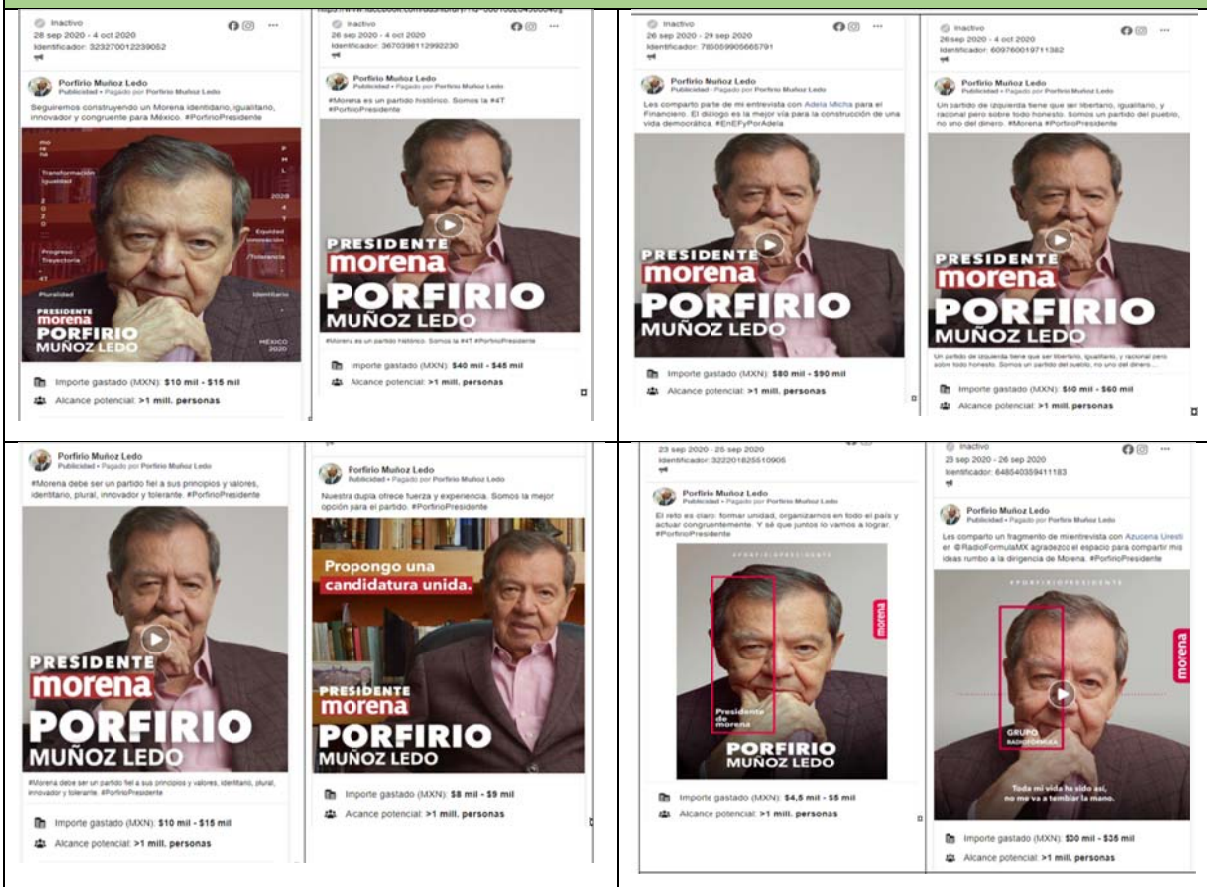 Inactivo
28 sep 2020 - 4 oct 2020
Identificador: 323270012239052
Porfirio Muñoz Ledo
Publicidad • Pagado por Porfirio Muñoz Ledo
Seguiremos construyendo un Morena identidario, igualitario,
innovador y congruente para México. #PorfirioPresidente
mo
re
na
P
M
L
Transformación
Igualdad
2
0
2
0
2020
4
T
Equidad
Innovación
/Tolerancia
Progreso
Trayectoria
4T
Pluralidad
Identitario
PRESIDENTE
morena
PORFIRIO
MUÑOZ LEDO
MÉXICO
2020
Importe gastado (MXN): $10 mil - $15 mil
Alcance potencial: >1 mill. personas
Inactivo
26 sep 2020 - 4 oct 2020
Identificador: 3670396112992230
Porfirio Muñoz Ledo
Publicidad • Pagado por Porfirio Muñoz Ledo
#Morena es un partido histórico. Somos la #4T
#PorfirioPresidente
PRESIDENTE
morena
PORFIRIO
MUÑOZ LEDO
#Morena es un partido histórico. Somos la #4T #PorfirioPresidente
Importe gastado (MXN): $40 mil - $45 mil
Alcance potencial: >1 mill. personas
Inactivo
26 sep 2020 - 29 sep 2020
Identificador: 785059905665791
Porfirio Muñoz Ledo
Publicidad • Pagado por Porfirio Muñoz Ledo
Les comparto parte de mi entrevista con Adela Micha para el
Financiero. El diálogo es la mejor vía para la construcción de una
vida democrática. #EnEFyPorAdela
PRESIDENTE
morena
PORFIRIO
MUÑOZ LEDO
Importe gastado (MXN): $80 mil - $90 mil
Alcance potencial: >1 mill. personas
Inactivo
26 sep 2020 - 4 oct 2020
Identificador: 609760019711382
Porfirio Muñoz Ledo
Publicidad • Pagado por Porfirio Muñoz Ledo
Un partido de izquierda tiene que ser libertario, igualitario, y
racional pero sobre todo honesto. Somos un partido del pueblo,
no uno del dinero. #Morena #PorfirioPresidente
PRESIDENTE
morena
PORFIRIO
MUÑOZ LEDO
Un partido de izquierda tiene que ser libertario, igualitario, y racional pero
sobre todo honesto. Somos un partido del pueblo, no uno del dinero....
Importe gastado (MXN): - $60 mil
Alcance potencial: >1 mill. personas
Porfirio Muñoz Ledo
Publicidad • Pagado por Porfirio Muñoz Ledo
#Morena debe ser un partido fiel a sus principios y valores,
identitario, plural, innovador y tolerante. #PorfirioPresidente
PRESIDENTE
morena
PORFIRIO
MUÑOZ LEDO
#Morena debe ser un partido fiel a sus principios y valores, identitario, plural,
innovador y tolerante. #PorfirioPresidente
Importe gastado (MXN): $10 mil - $15 mil
Alcance potencial: >1 mill. personas
Porfirio Muñoz Ledo
Publicidad • Pagado por Porfirio Muñoz Ledo
Nuestra dupla ofrece fuerza y experiencia. Somos la mejor
opción para el partido. #PorfirioPresidente
Propongo una
candidatura unida.
PRESIDENTE
morena
PORFIRIO
MUÑOZ LEDO
Importe gastado (MXN): $8 mil - $9 mil
Alcance potencial: >1 mill. personas
23 sep 2020 - 25 sep 2020
Identificador: 322201825510906
Porfirio Muñoz Ledo
Publicidad • Pagado por Porfirio Muñoz Ledo
El reto es claro: formar unidad, organizarnos en todo el país y
actuar congruentemente. Y sé que juntos lo vamos a lograr.
#PorfirioPresidente
#PORFIRIOPRESIDENTE
morena
Presidente
de
morena
PORFIRIO
MUÑOZ LEDO
Importe gastado (MXN): $4,5 mil - $5 mil
Alcance potencial: >1 mill. personas
Inactivo
23 sep 2020 - 26 sep 2020
Identificador: 648540359411183
Porfirio Muñoz Ledo
Publicidad • Pagado por Porfirio Muñoz Ledo
Les comparto un fragmento de mi entrevista con Azucena Uresti
en @RadioFormulaMX agradezco el espacio para compartir mis
ideas rumbo a la dirigencia de Morena. #PorfirioPresidente
#PORFIRIOPRESIDENTE
morena
GRUPO
RADIOFÓRMULA
Toda mi vida he sido así,
no me va a temblar la mano.
Importe gastado (MXN): $30 mil - $35 mil
Alcance potencial: >1 mill. personas